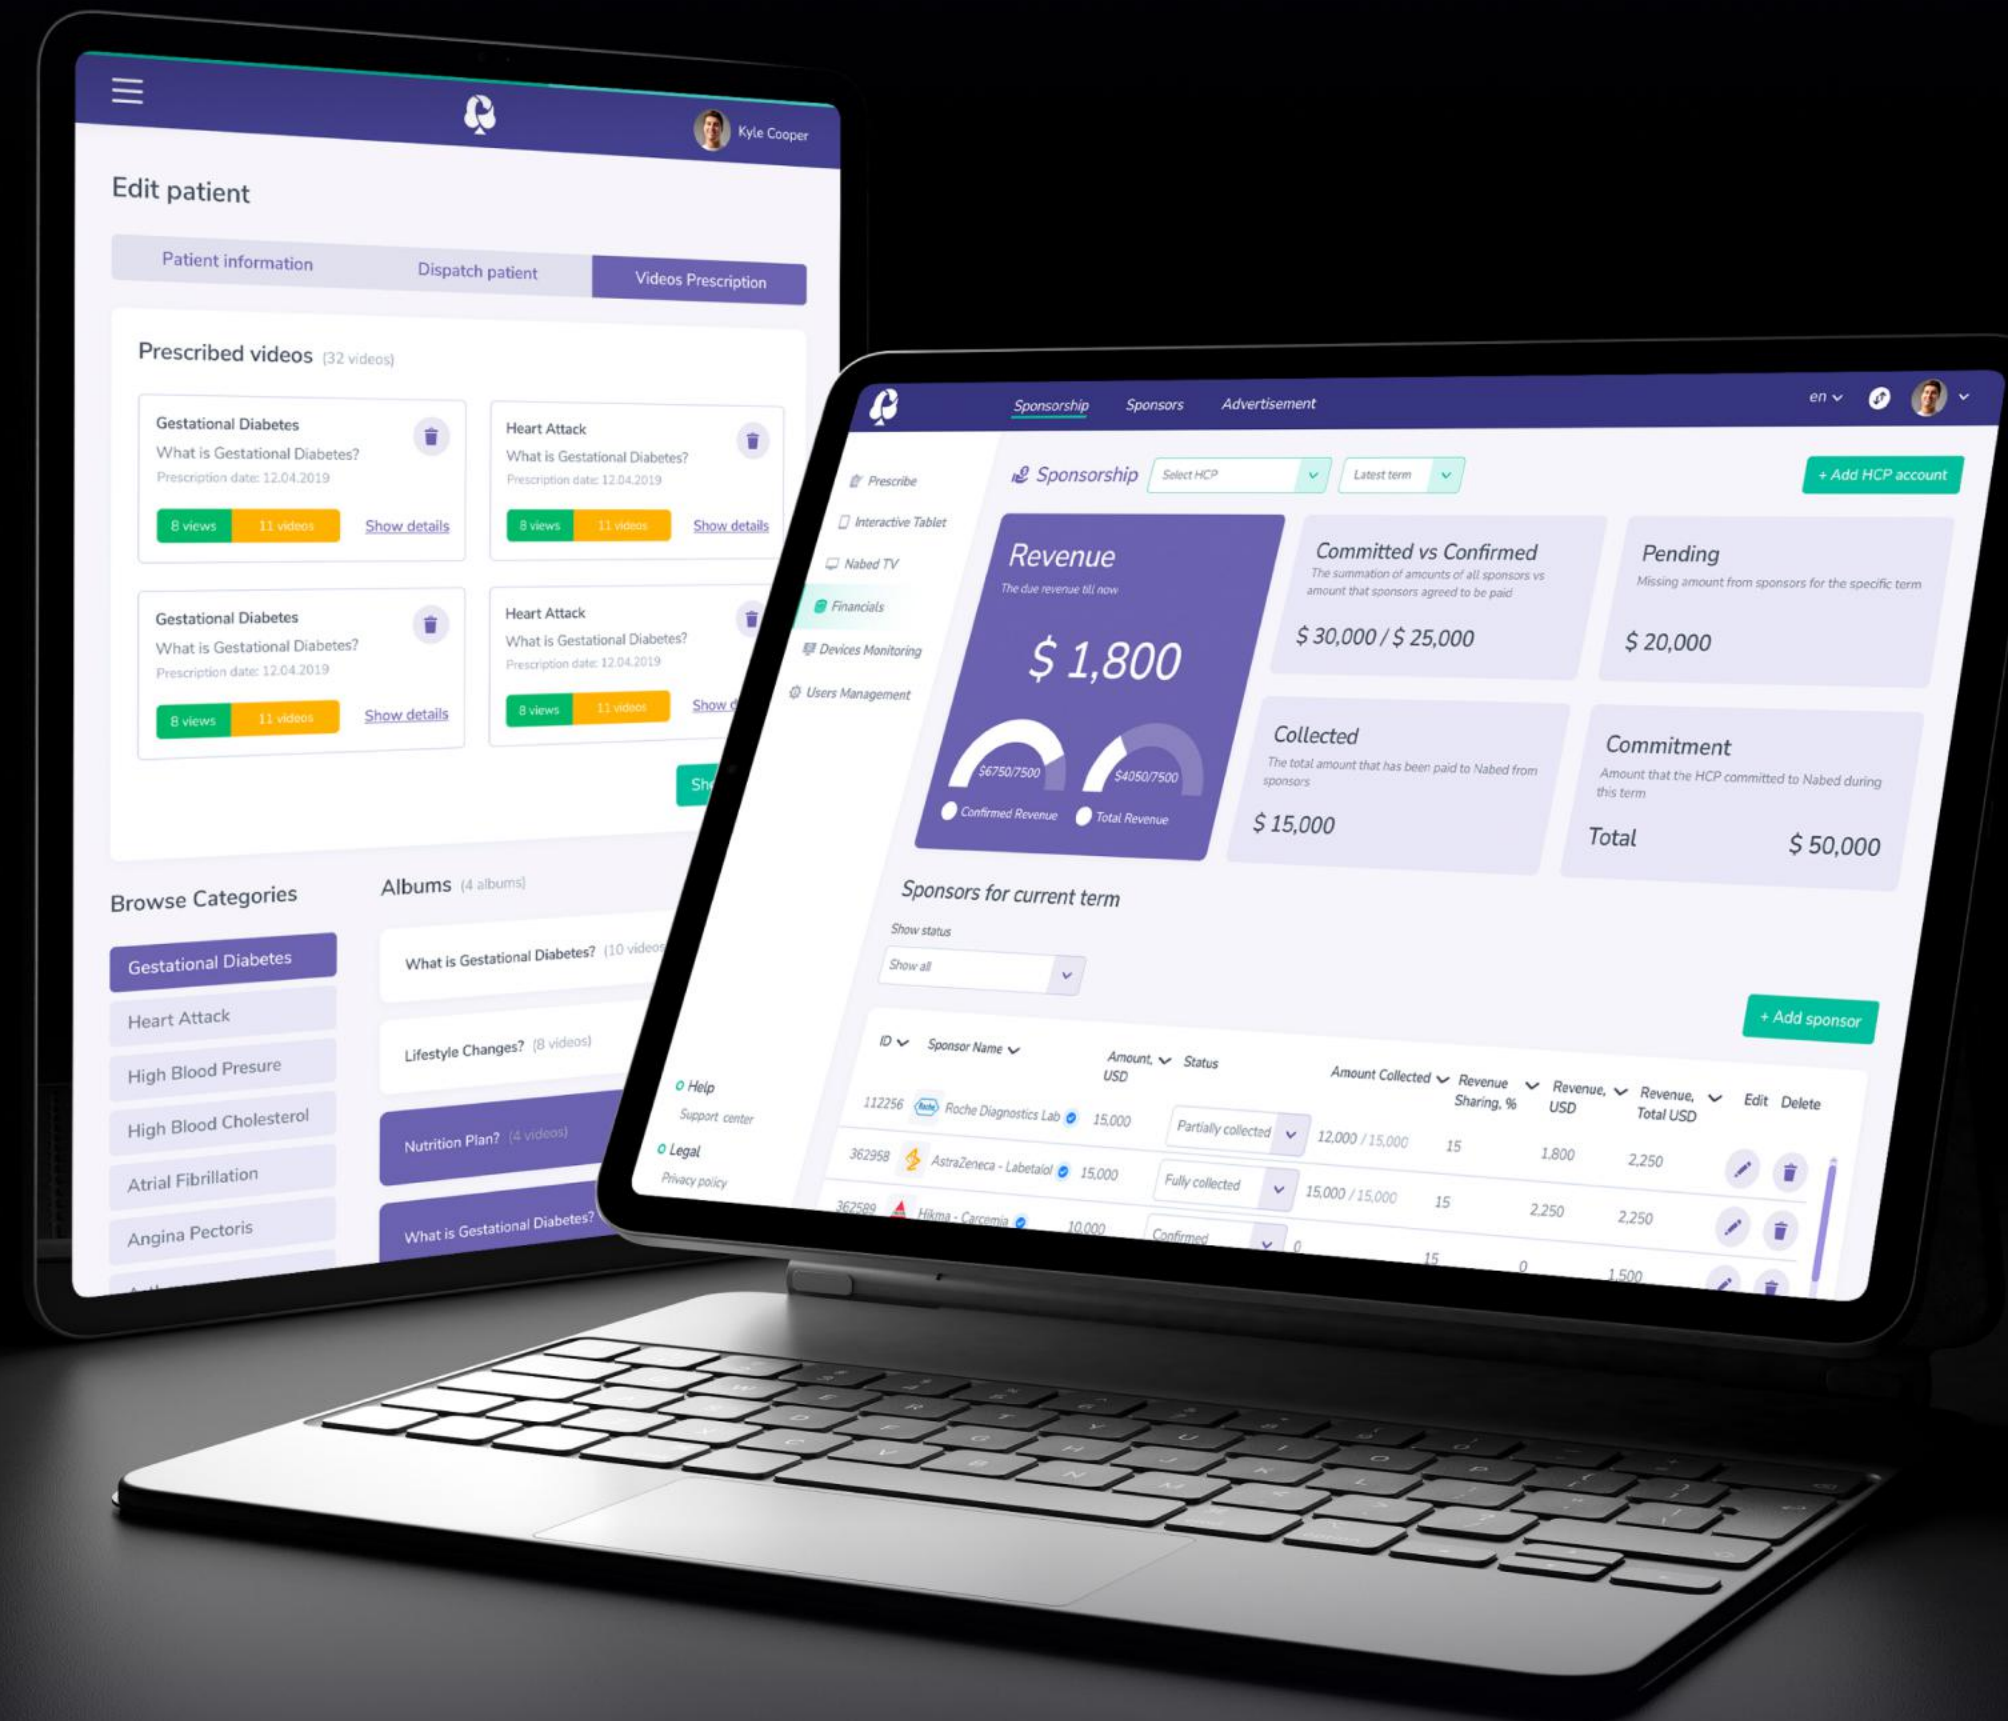 Kyle Cooper
Edit patient
Patient information
Dispatch patient
Videos Prescription
Prescribed videos (32 videos)
Gestational Diabetes
What is Gestational Diabetes?
Prescription date: 12.04.2019
8 views
11 videos
Show details
Heart Attack
What is Gestational Diabetes?
Prescription date: 12.04.2019
8 views
11 videos
Show details
Gestational Diabetes
What is Gestational Diabetes?
Prescription date: 12.04.2019
8 views
11 videos
Show details
Heart Attack
What is Gestational Diabetes?
Prescription date: 12.04.2019
8 views
11 videos
Show
Browse Categories
Gestational Diabetes
Heart Attack
High Blood Presure
High Blood Cholesterol
Atrial Fibrillation
Angina Pectoris
Albums (4 albums)
What is Gestational Diabetes? (10 videos
Lifestyle Changes? (8 videos)
Nutrition Plan? (4 videos)
What is Gestational Diabetes?
Sponsorship
Sponsors
Advertisement
en
Prescribe
Interactive Tablet
Nabed TV
Financials
Devices Monitoring
Users Management
Help
Support center
Legal
Privacy policy
Sponsorship
Select HCP
Latest term
+ Add HCP account
Revenue
The due revenue till now
$ 1,800
$6750/7500
$4050/7500
Confirmed Revenue
Total Revenue
Committed vs Confirmed
The summation of amounts of all sponsors vs
amount that sponsors agreed to be paid
$ 30,000 / $ 25,000
Pending
Missing amount from sponsors for the specific term
$ 20,000
Collected
The total amount that has been paid to Nabed from
sponsors
$ 15,000
Commitment
Amount that the HCP committed to Nabed during
this term
Total
$ 50,000
Sponsors for current term
Show status
Show all
+ Add sponsor
ID Sponsor Name Amount, USD Status Amount Collected Revenue Sharing, % Revenue, USD Revenue, Total USD Edit Delete
112256 Roche Roche Diagnostics Lab 15,000 Partially collected 12,000 / 15,000 15 1,800 2,250
362958 AstraZeneca - Labetalol 15,000 Fully collected 15,000 / 15,000 15 2,250 2,250
362589 Hikma - Carcemia 10,000 Confirmed 0 15 0 1,500